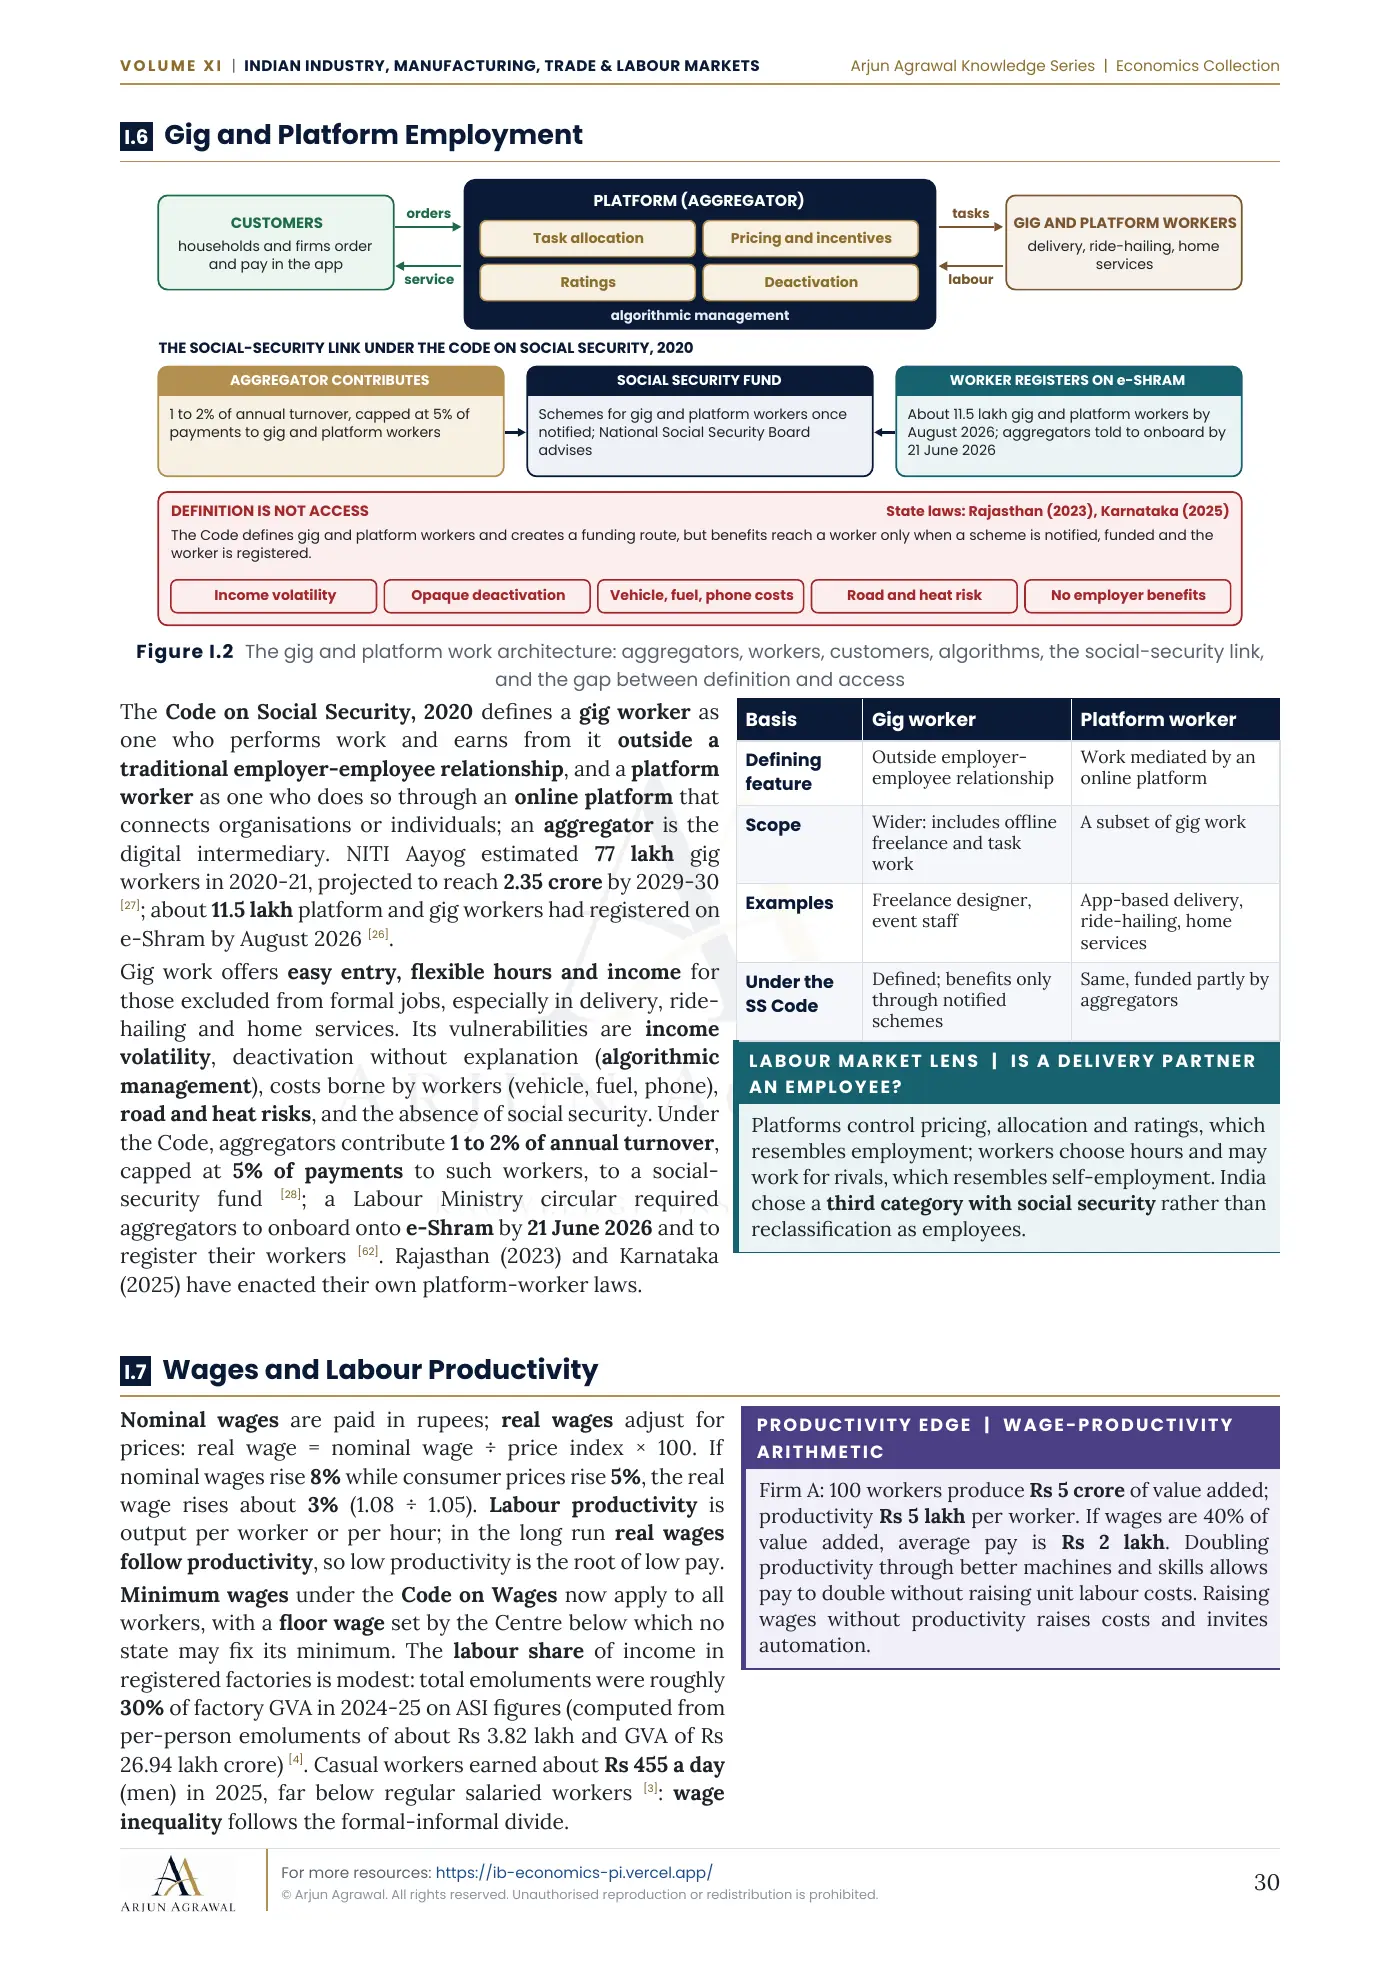 VOLUME XI | INDIAN INDUSTRY, MANUFACTURING, TRADE & LABOUR MARKETS
Arjun Agrawal Knowledge Series | Economics Collection
I.6 Gig and Platform Employment
CUSTOMERS
households and firms order
and pay in the app
orders
service
PLATFORM (AGGREGATOR)
Task allocation
Pricing and incentives
Ratings
Deactivation
algorithmic management
tasks
labour
GIG AND PLATFORM WORKERS
delivery, ride-hailing, home
services
THE SOCIAL-SECURITY LINK UNDER THE CODE ON SOCIAL SECURITY, 2020
AGGREGATOR CONTRIBUTES
1 to 2% of annual turnover, capped at 5% of
payments to gig and platform workers
SOCIAL SECURITY FUND
Schemes for gig and platform workers once
notified; National Social Security Board
advises
WORKER REGISTERS ON e-SHRAM
About 11.5 lakh gig and platform workers by
August 2026; aggregators told to onboard by
21 June 2026
DEFINITION IS NOT ACCESS
State laws: Rajasthan (2023), Karnataka (2025)
The Code defines gig and platform workers and creates a funding route, but benefits reach a worker only when a scheme is notified, funded and the
worker is registered.
Income volatility
Opaque deactivation
Vehicle, fuel, phone costs
Road and heat risk
No employer benefits
Figure I.2 The gig and platform work architecture: aggregators, workers, customers, algorithms, the social-security link,
and the gap between definition and access
The Code on Social Security, 2020 defines a gig worker as
one who performs work and earns from it outside a
traditional employer-employee relationship, and a platform
worker as one who does so through an online platform that
connects organisations or individuals; an aggregator is the
digital intermediary. NITI Aayog estimated 77 lakh gig
workers in 2020-21, projected to reach 2.35 crore by 2029-30
[27]; about 11.5 lakh platform and gig workers had registered on
e-Shram by August 2026 [26].
Gig work offers easy entry, flexible hours and income for
those excluded from formal jobs, especially in delivery, ride-
hailing and home services. Its vulnerabilities are income
volatility, deactivation without explanation (algorithmic
management), costs borne by workers (vehicle, fuel, phone),
road and heat risks, and the absence of social security. Under
the Code, aggregators contribute 1 to 2% of annual turnover,
capped at 5% of payments to such workers, to a social-
security fund [28]; a Labour Ministry circular required
aggregators to onboard onto e-Shram by 21 June 2026 and to
register their workers [62]. Rajasthan (2023) and Karnataka
(2025) have enacted their own platform-worker laws.
Basis
Gig worker
Platform worker
Defining
feature
Outside employer-
employee relationship
Work mediated by an
online platform
Scope
Wider: includes offline
freelance and task
work
A subset of gig work
Examples
Freelance designer,
event staff
App-based delivery,
ride-hailing, home
services
Under the
SS Code
Defined; benefits only
through notified
schemes
Same, funded partly by
aggregators
LABOUR MARKET LENS | IS A DELIVERY PARTNER
AN EMPLOYEE?
Platforms control pricing, allocation and ratings, which
resembles employment; workers choose hours and may
work for rivals, which resembles self-employment. India
chose a third category with social security rather than
reclassification as employees.
I.7 Wages and Labour Productivity
Nominal wages are paid in rupees; real wages adjust for
prices: real wage = nominal wage ÷ price index × 100. If
nominal wages rise 8% while consumer prices rise 5%, the real
wage rises about 3% (1.08 ÷ 1.05). Labour productivity is
output per worker or per hour; in the long run real wages
follow productivity, so low productivity is the root of low pay.
Minimum wages under the Code on Wages now apply to all
workers, with a floor wage set by the Centre below which no
state may fix its minimum. The labour share of income in
registered factories is modest: total emoluments were roughly
30% of factory GVA in 2024-25 on ASI figures (computed from
per-person emoluments of about Rs 3.82 lakh and GVA of Rs
26.94 lakh crore) [4]. Casual workers earned about Rs 455 a day
(men) in 2025, far below regular salaried workers [3]: wage
inequality follows the formal-informal divide.
PRODUCTIVITY EDGE | WAGE-PRODUCTIVITY
ARITHMETIC
Firm A: 100 workers produce Rs 5 crore of value added;
productivity Rs 5 lakh per worker. If wages are 40% of
value added, average pay is Rs 2 lakh. Doubling
productivity through better machines and skills allows
pay to double without raising unit labour costs. Raising
wages without productivity raises costs and invites
automation.
ARJUN AGRAWAL
For more resources: https://ib-economics-pi.vercel.app/
© Arjun Agrawal. All rights reserved. Unauthorised reproduction or redistribution is prohibited.
30